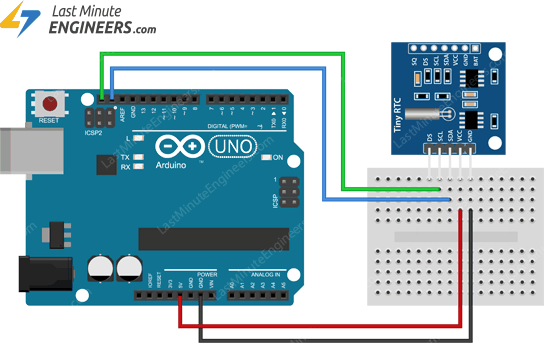 Last Minute
ENGINEERS.com
SQ
DS
SCL
SDA
VCC
GND
BAT
Tiny RTC
DS
SCL
SDA
VCC
GND
RESET
ICSP2
AREF
GND
13
12
11
10
9
8
7
6
5
4
3
2
TX0 1
RX0 0
DIGITAL (PWM~
L
TX
RX
Arduino
UNO
ON
1
ICSP
IOREF
RESET
3V3
5V
GND
GND
VIN
POWER
ANALOG IN
A0
A1
A2
A3
A4
LastMinuteEngineers.com